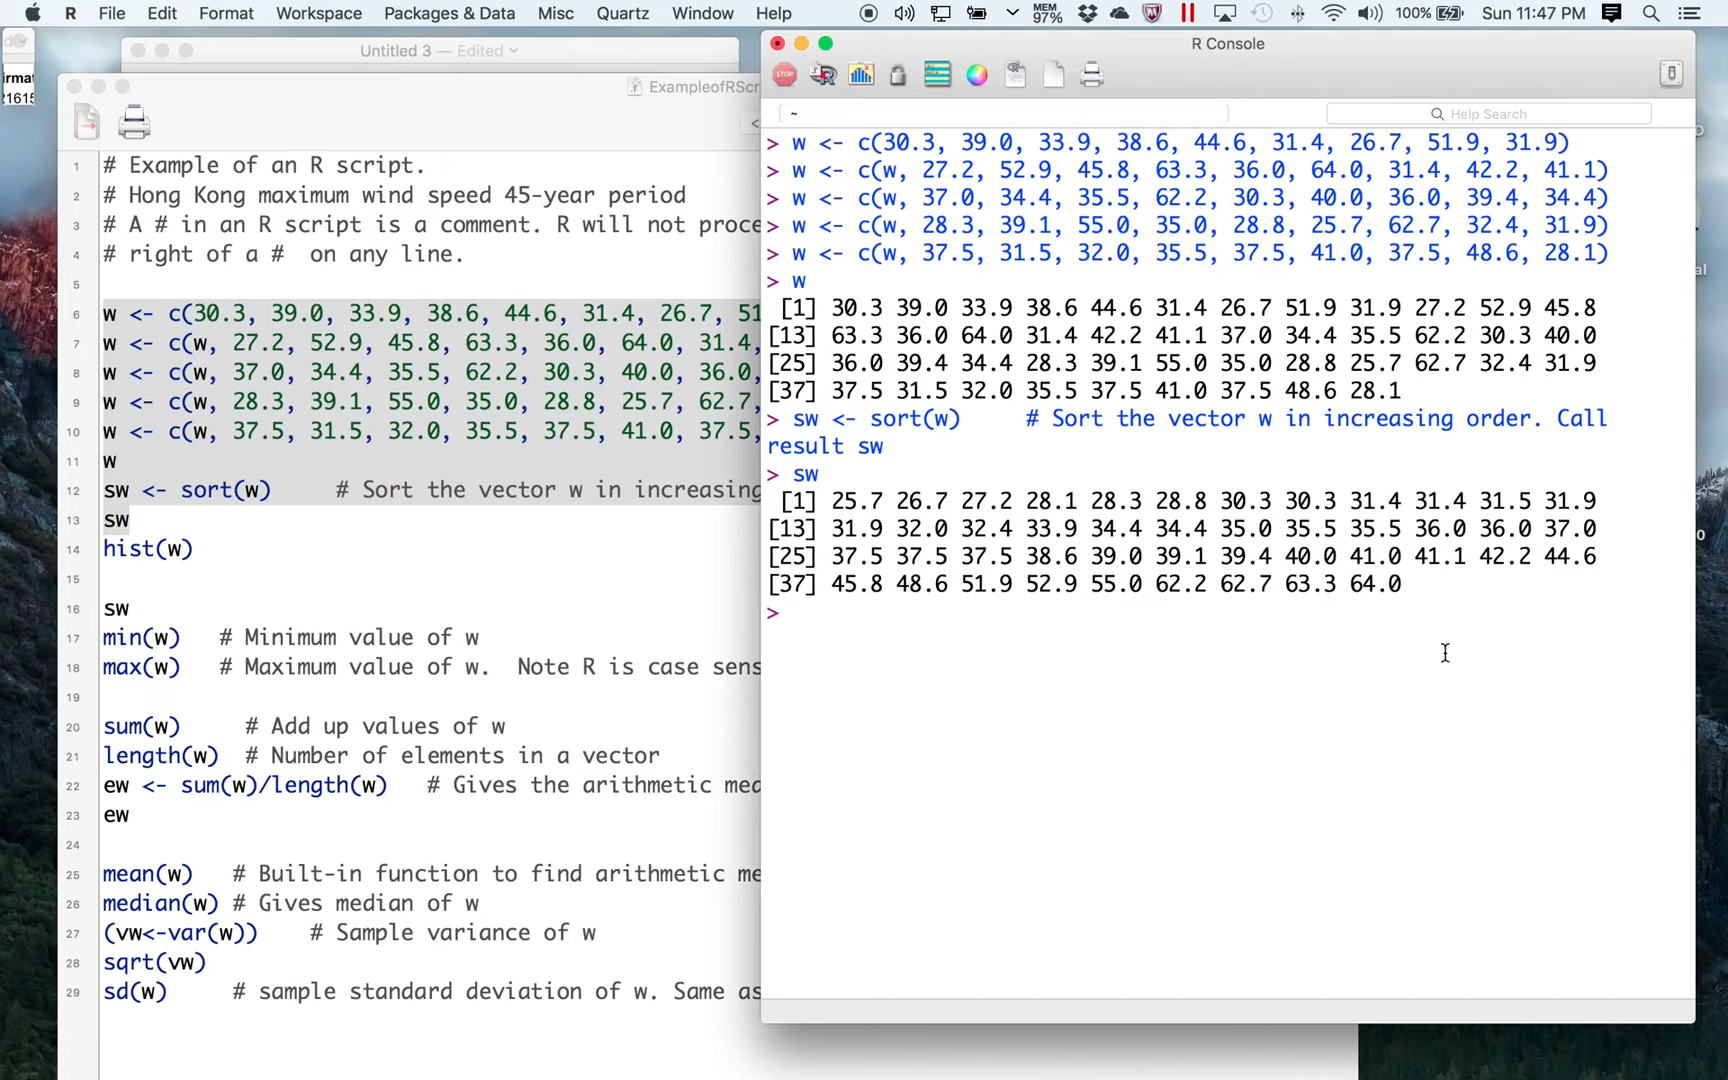 R File Edit Format Workspace Packages & Data Misc Quartz Window Help MEM 97% 100% Sun 11:47 PM
Untitled 3 — Edited
irmat
21615
ExampleofRScr
1 # Example of an R script.
2 # Hong Kong maximum wind speed 45-year period
3 # A # in an R script is a comment. R will not proce
4 # right of a #  on any line.
5
6 w <- c(30.3, 39.0, 33.9, 38.6, 44.6, 31.4, 26.7, 51
7 w <- c(w, 27.2, 52.9, 45.8, 63.3, 36.0, 64.0, 31.4,
8 w <- c(w, 37.0, 34.4, 35.5, 62.2, 30.3, 40.0, 36.0,
9 w <- c(w, 28.3, 39.1, 55.0, 35.0, 28.8, 25.7, 62.7,
10 w <- c(w, 37.5, 31.5, 32.0, 35.5, 37.5, 41.0, 37.5,
11 w
12 sw <- sort(w)     # Sort the vector w in increasing
13 sw
14 hist(w)
15
16 sw
17 min(w)   # Minimum value of w
18 max(w)   # Maximum value of w.  Note R is case sens
19
20 sum(w)     # Add up values of w
21 length(w)  # Number of elements in a vector
22 ew <- sum(w)/length(w)   # Gives the arithmetic mea
23 ew
24
25 mean(w)   # Built-in function to find arithmetic me
26 median(w) # Gives median of w
27 (vw<-var(w))    # Sample variance of w
28 sqrt(vw)
29 sd(w)     # sample standard deviation of w. Same as
R Console
STOP
~
Help Search
> w <- c(30.3, 39.0, 33.9, 38.6, 44.6, 31.4, 26.7, 51.9, 31.9)
> w <- c(w, 27.2, 52.9, 45.8, 63.3, 36.0, 64.0, 31.4, 42.2, 41.1)
> w <- c(w, 37.0, 34.4, 35.5, 62.2, 30.3, 40.0, 36.0, 39.4, 34.4)
> w <- c(w, 28.3, 39.1, 55.0, 35.0, 28.8, 25.7, 62.7, 32.4, 31.9)
> w <- c(w, 37.5, 31.5, 32.0, 35.5, 37.5, 41.0, 37.5, 48.6, 28.1)
> w
[1] 30.3 39.0 33.9 38.6 44.6 31.4 26.7 51.9 31.9 27.2 52.9 45.8
[13] 63.3 36.0 64.0 31.4 42.2 41.1 37.0 34.4 35.5 62.2 30.3 40.0
[25] 36.0 39.4 34.4 28.3 39.1 55.0 35.0 28.8 25.7 62.7 32.4 31.9
[37] 37.5 31.5 32.0 35.5 37.5 41.0 37.5 48.6 28.1
> sw <- sort(w)     # Sort the vector w in increasing order. Call
result sw
> sw
[1] 25.7 26.7 27.2 28.1 28.3 28.8 30.3 30.3 31.4 31.4 31.5 31.9
[13] 31.9 32.0 32.4 33.9 34.4 34.4 35.0 35.5 35.5 36.0 36.0 37.0
[25] 37.5 37.5 37.5 38.6 39.0 39.1 39.4 40.0 41.0 41.1 42.2 44.6
[37] 45.8 48.6 51.9 52.9 55.0 62.2 62.7 63.3 64.0
>